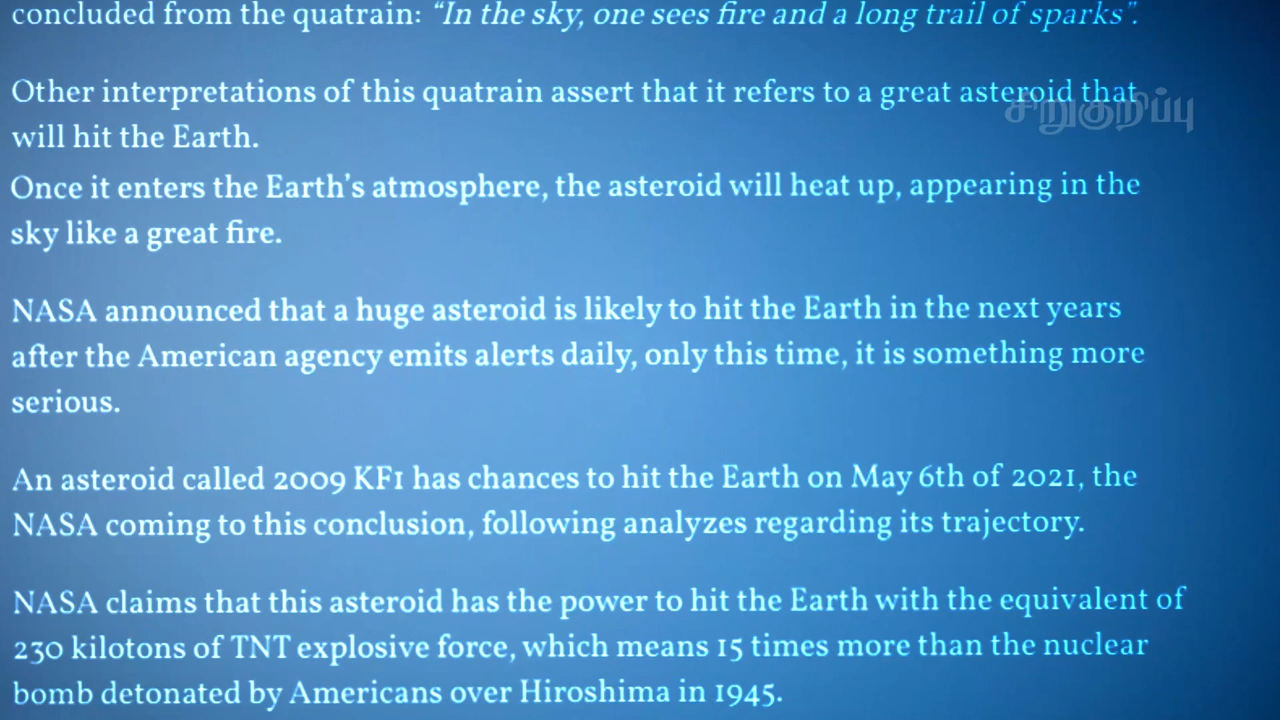 concluded from the quatrain: “In the sky, one sees fire and a long trail of sparks”.
Other interpretations of this quatrain assert that it refers to a great asteroid that
சிறுகுறிப்பு
will hit the Earth.
Once it enters the Earth’s atmosphere, the asteroid will heat up, appearing in the
sky like a great fire.
NASA announced that a huge asteroid is likely to hit the Earth in the next years
after the American agency emits alerts daily, only this time, it is something more
serious.
An asteroid called 2009 KF1 has chances to hit the Earth on May 6th of 2021, the
NASA coming to this conclusion, following analyzes regarding its trajectory.
NASA claims that this asteroid has the power to hit the Earth with the equivalent of
230 kilotons of TNT explosive force, which means 15 times more than the nuclear
bomb detonated by Americans over Hiroshima in 1945.